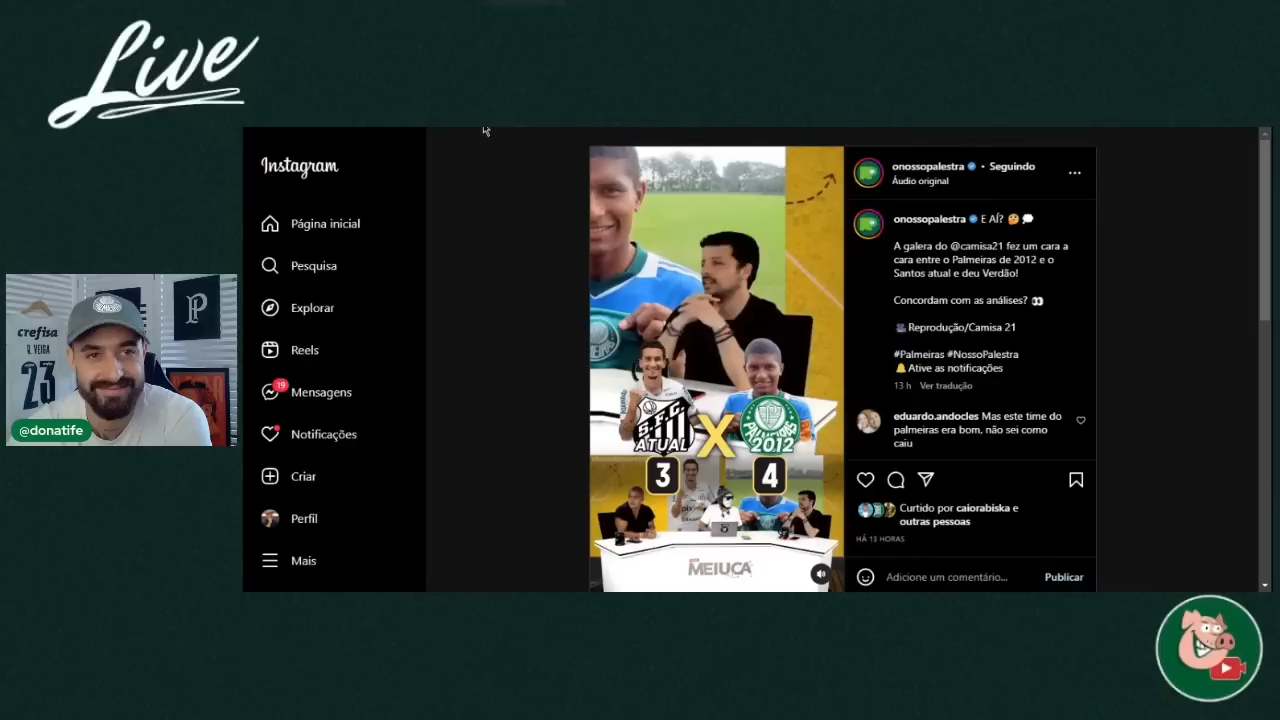 Live
Instagram
Página inicial
Pesquisa
Explorar
Reels
19
Mensagens
Notificações
Criar
Perfil
Mais
crefisa
R. VEIGA
23
P
@donatife
S.F.C
ATUAL
X
PALMEIRAS
2012
3
4
MEIUCA
onossopalestra • Seguindo
Áudio original
onossopalestra E AÍ? 🤔 💭
A galera do @camisa21 fez um cara a
cara entre o Palmeiras de 2012 e o
Santos atual e deu Verdão!
Concordam com as análises? 👀
📽️Reprodução/Camisa 21
#Palmeiras #NossoPalestra
🔔Ative as notificações
13 h Ver tradução
eduardo.andocles Mas este time do
palmeiras era bom, não sei como
caiu
Curtido por caiorabiska e
outras pessoas
HÁ 13 HORAS
Adicione um comentário... Publicar